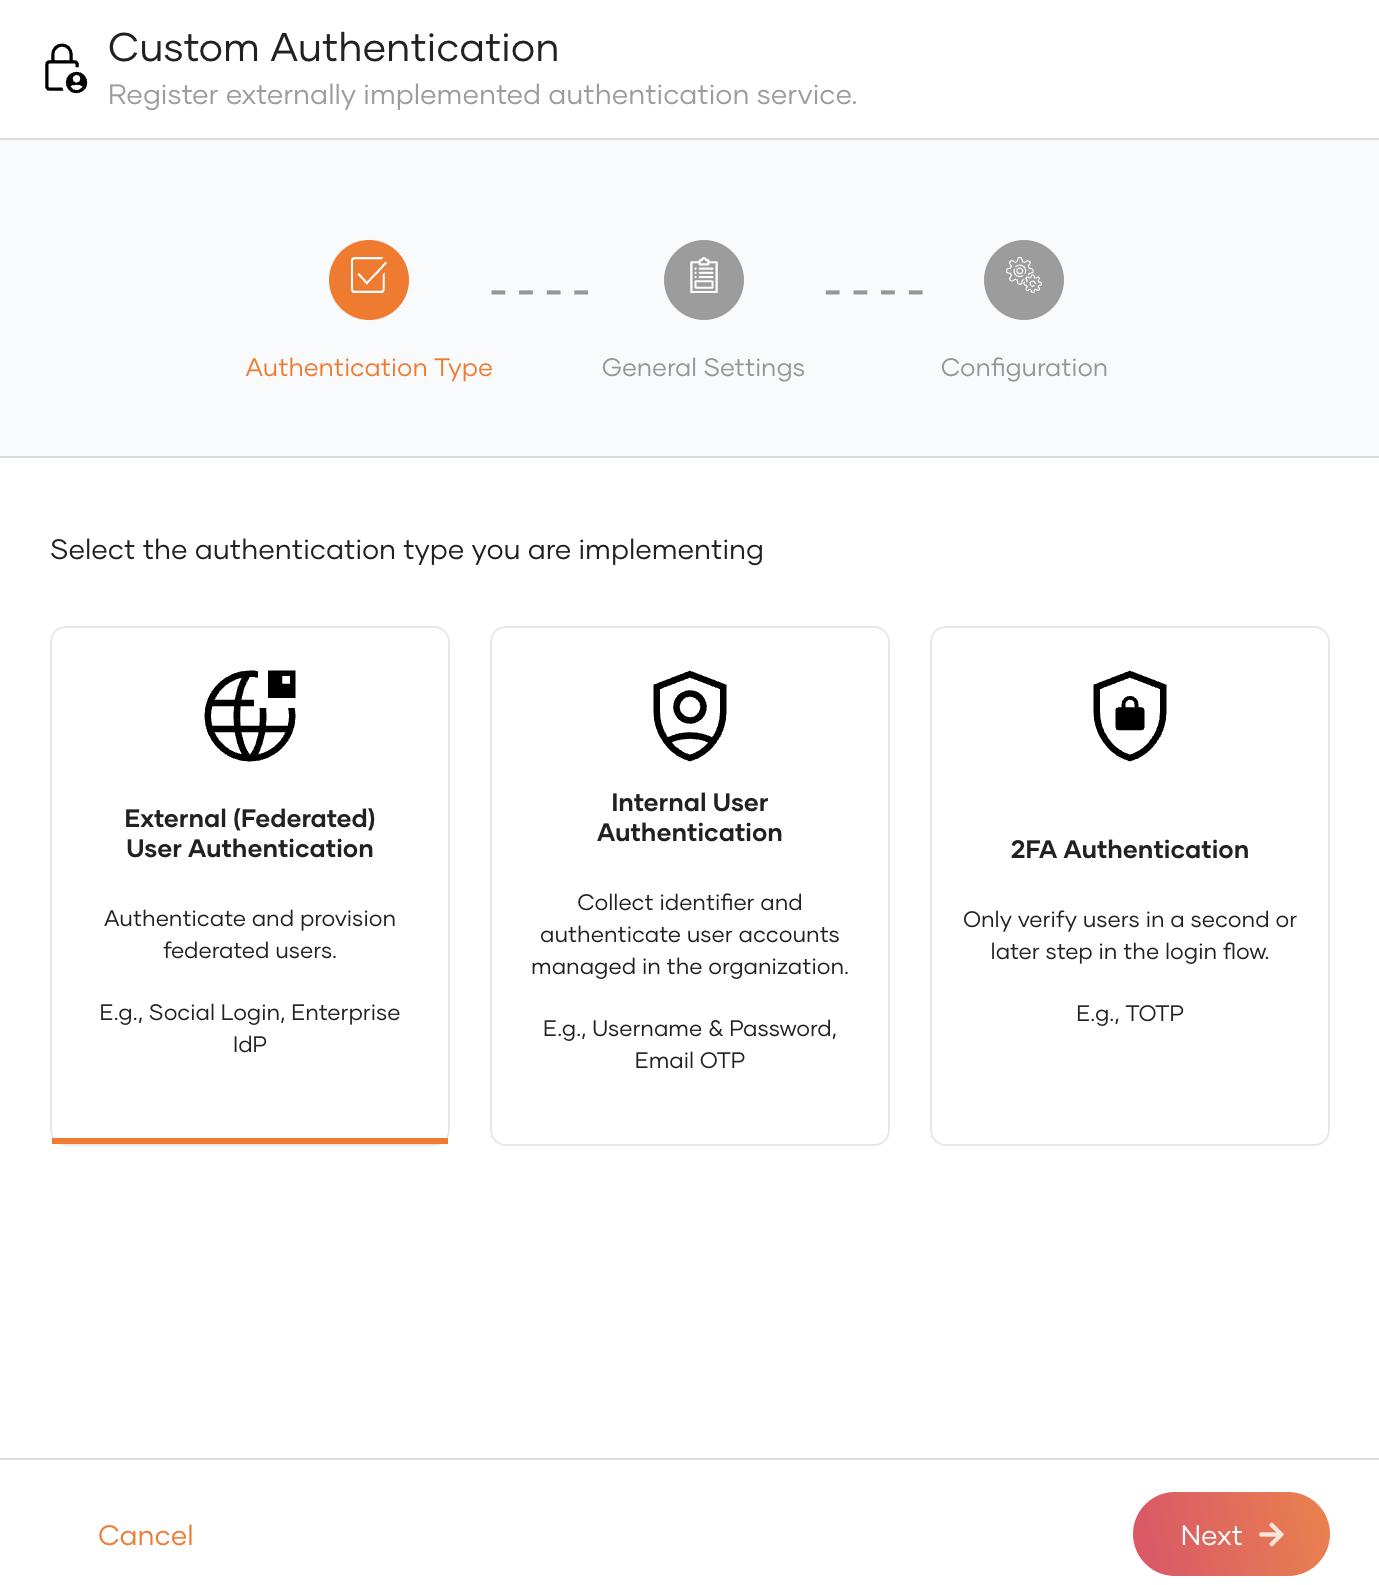 Custom Authentication
Register externally implemented authentication service.
Authentication Type
General Settings
Configuration
Select the authentication type you are implementing
External (Federated)
User Authentication
Authenticate and provision
federated users.
E.g., Social Login, Enterprise
IdP
Internal User
Authentication
Collect identifier and
authenticate user accounts
managed in the organization.
E.g., Username & Password,
Email OTP
2FA Authentication
Only verify users in a second or
later step in the login flow.
E.g., TOTP
Cancel
Next